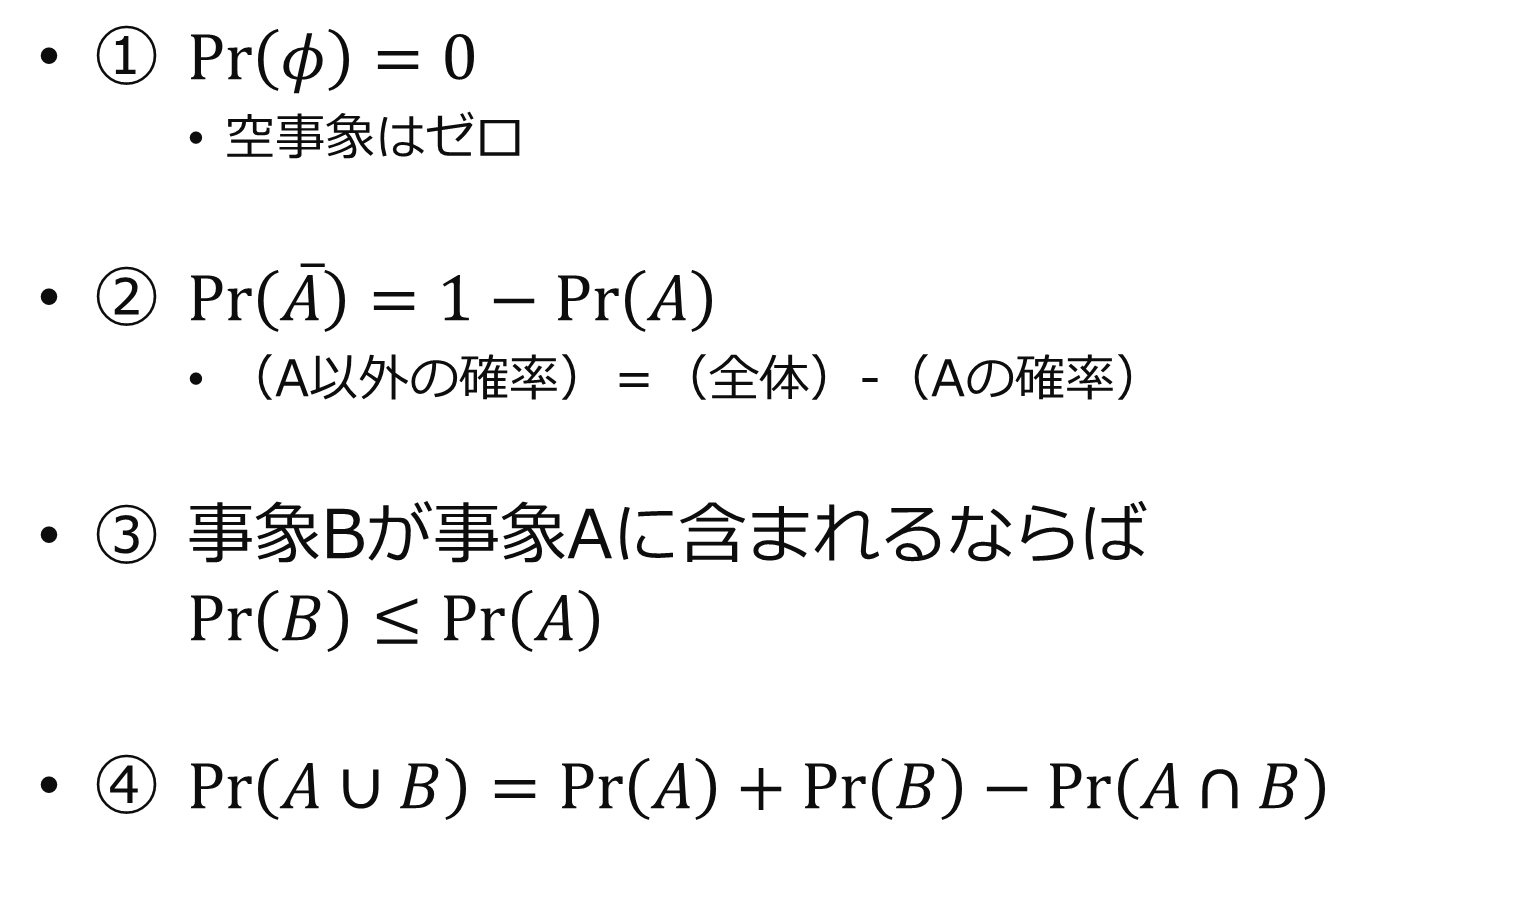 • ① Pr(ϕ) = 0
• 空事象はゼロ
• ② Pr(Ā) = 1 − Pr(A)
• （A以外の確率）=（全体）-（Aの確率）
• ③ 事象Bが事象Aに含まれるならば
Pr(B) ≤ Pr(A)
• ④ Pr(A ∪ B) = Pr(A) + Pr(B) − Pr(A ∩ B)